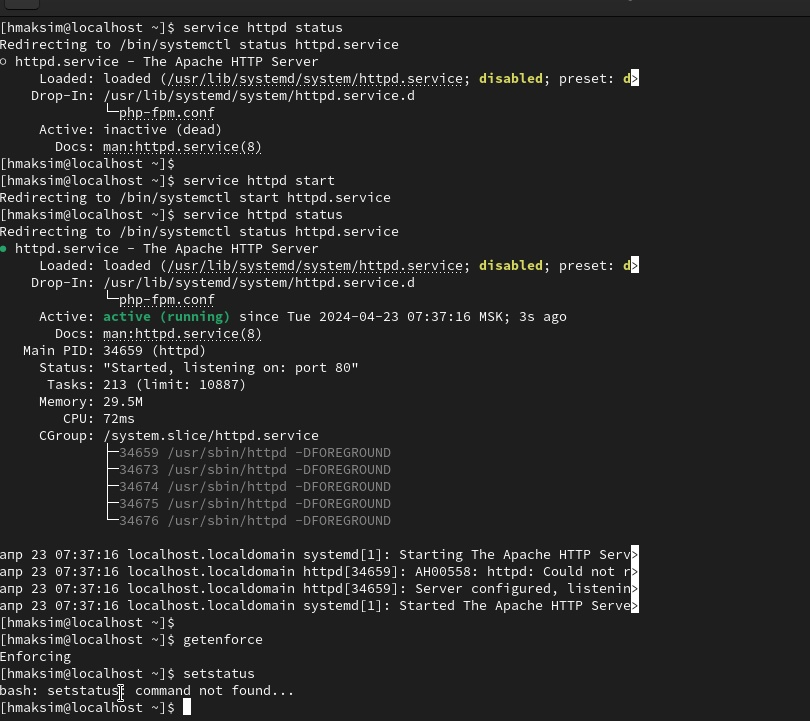 [hmaksim@localhost ~]$ service httpd status
Redirecting to /bin/systemctl status httpd.service
○ httpd.service - The Apache HTTP Server
     Loaded: loaded (/usr/lib/systemd/system/httpd.service; disabled; preset: d>
    Drop-In: /usr/lib/systemd/system/httpd.service.d
             └─php-fpm.conf
     Active: inactive (dead)
       Docs: man:httpd.service(8)
[hmaksim@localhost ~]$
[hmaksim@localhost ~]$ service httpd start
Redirecting to /bin/systemctl start httpd.service
[hmaksim@localhost ~]$ service httpd status
Redirecting to /bin/systemctl status httpd.service
● httpd.service - The Apache HTTP Server
     Loaded: loaded (/usr/lib/systemd/system/httpd.service; disabled; preset: d>
    Drop-In: /usr/lib/systemd/system/httpd.service.d
             └─php-fpm.conf
     Active: active (running) since Tue 2024-04-23 07:37:16 MSK; 3s ago
       Docs: man:httpd.service(8)
   Main PID: 34659 (httpd)
     Status: "Started, listening on: port 80"
      Tasks: 213 (limit: 10887)
     Memory: 29.5M
        CPU: 72ms
     CGroup: /system.slice/httpd.service
             ├─34659 /usr/sbin/httpd -DFOREGROUND
             ├─34673 /usr/sbin/httpd -DFOREGROUND
             ├─34674 /usr/sbin/httpd -DFOREGROUND
             ├─34675 /usr/sbin/httpd -DFOREGROUND
             └─34676 /usr/sbin/httpd -DFOREGROUND
апр 23 07:37:16 localhost.localdomain systemd[1]: Starting The Apache HTTP Serv>
апр 23 07:37:16 localhost.localdomain httpd[34659]: AH00558: httpd: Could not r>
апр 23 07:37:16 localhost.localdomain httpd[34659]: Server configured, listenin>
апр 23 07:37:16 localhost.localdomain systemd[1]: Started The Apache HTTP Serve>
[hmaksim@localhost ~]$
[hmaksim@localhost ~]$ getenforce
Enforcing
[hmaksim@localhost ~]$ setstatus
bash: setstatus: command not found...
[hmaksim@localhost ~]$